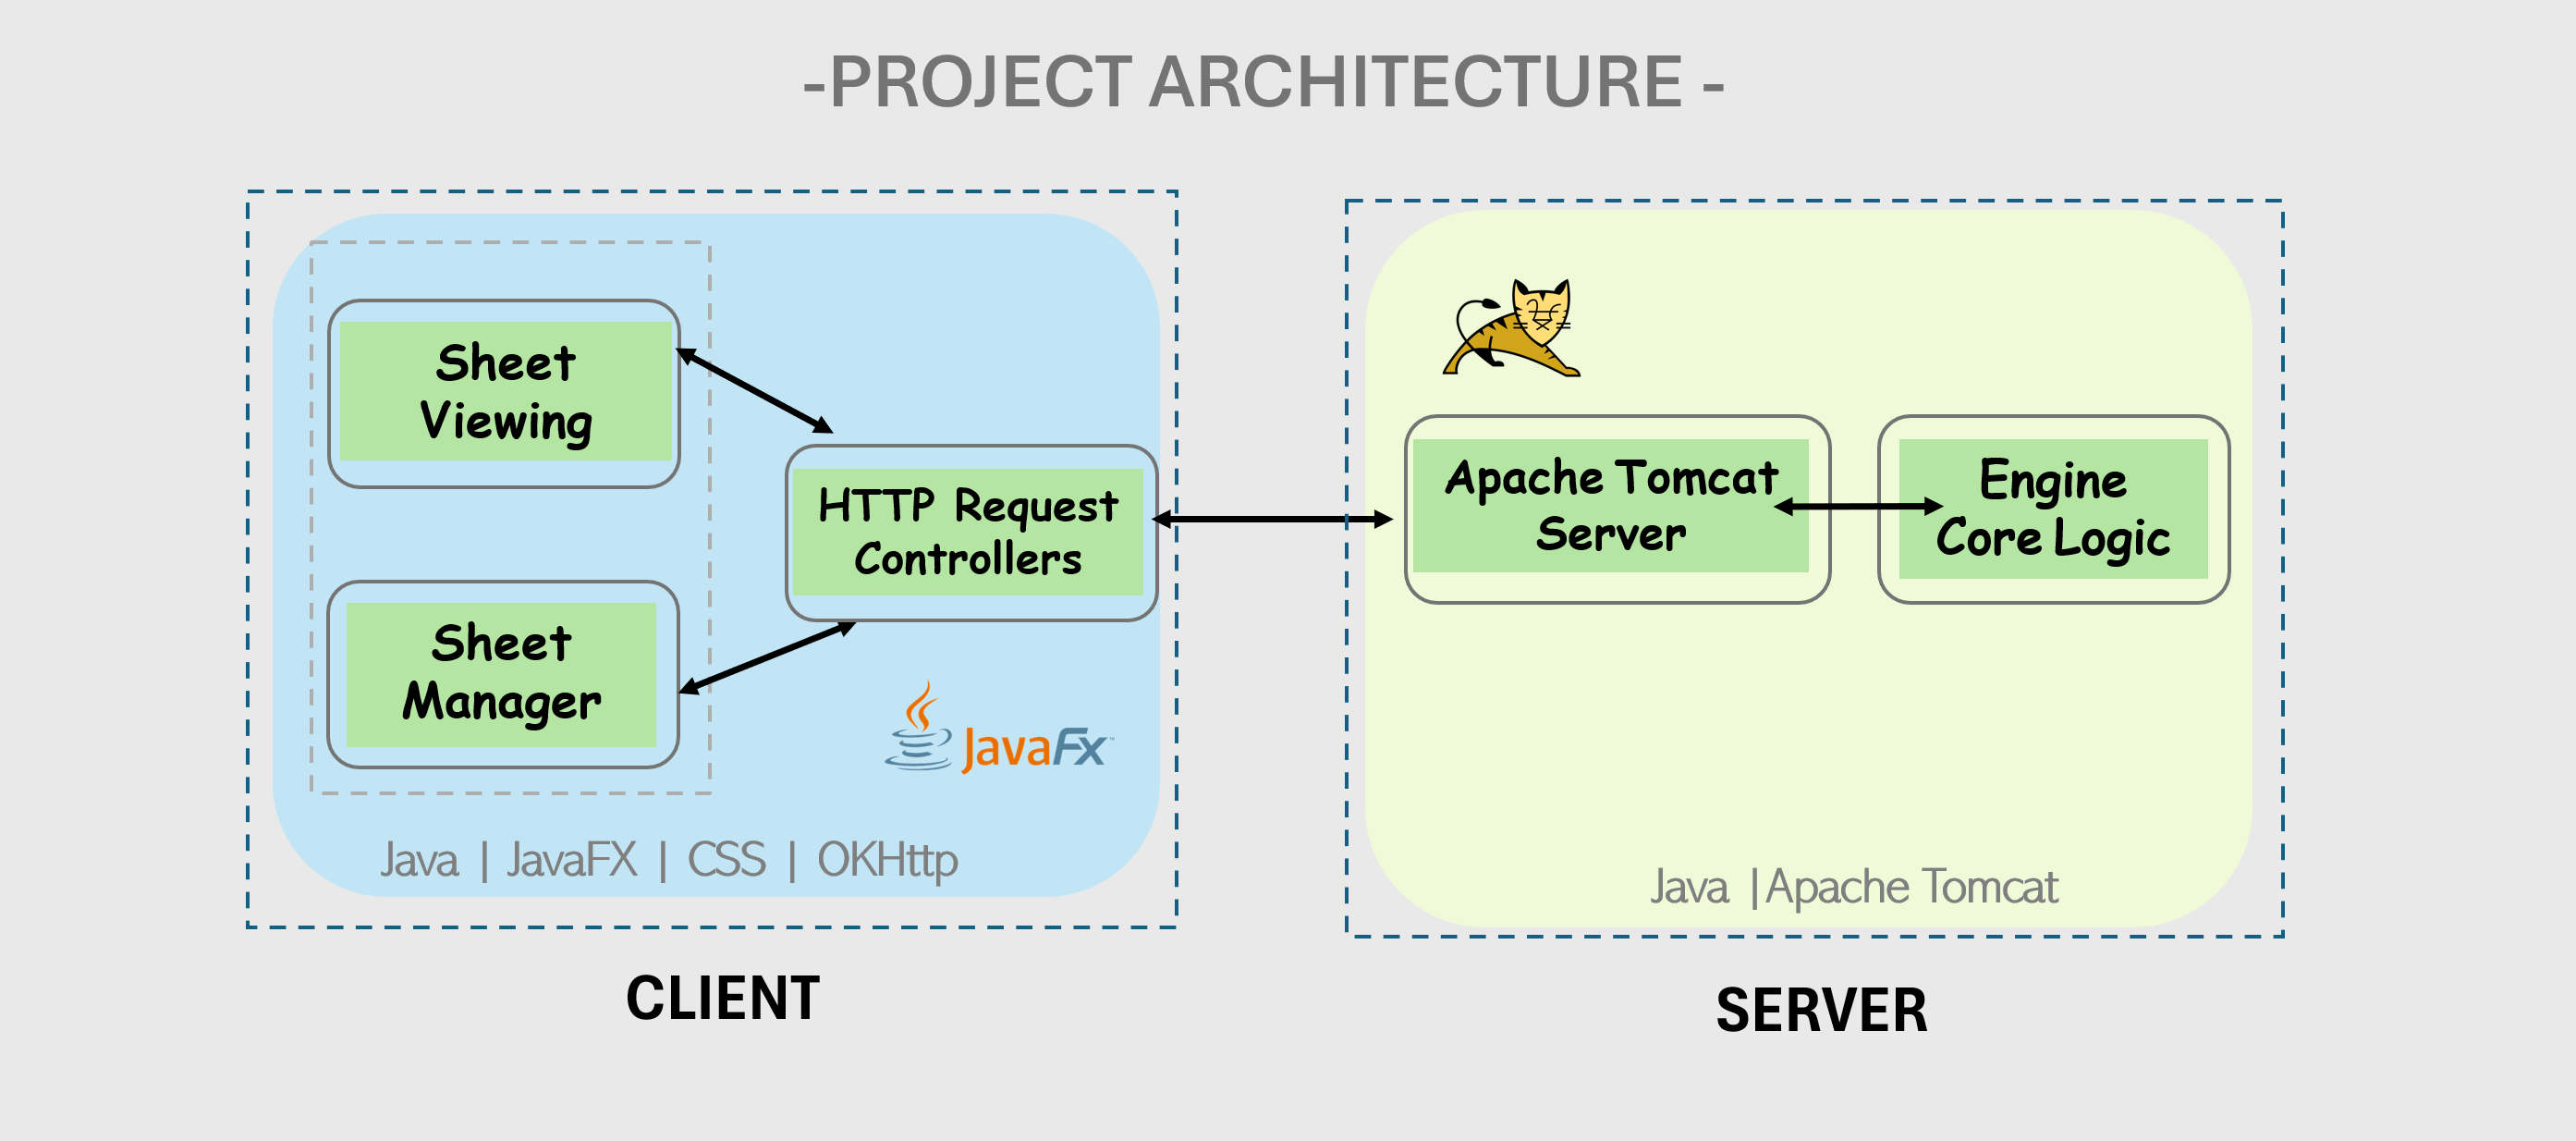 -PROJECT ARCHITECTURE -
Sheet
Viewing
HTTP Request
Controllers
Sheet
Manager
JavaFx™
Java | JavaFX | CSS | OKHttp
CLIENT
Apache Tomcat
Server
Engine
Core Logic
Java |Apache Tomcat
SERVER